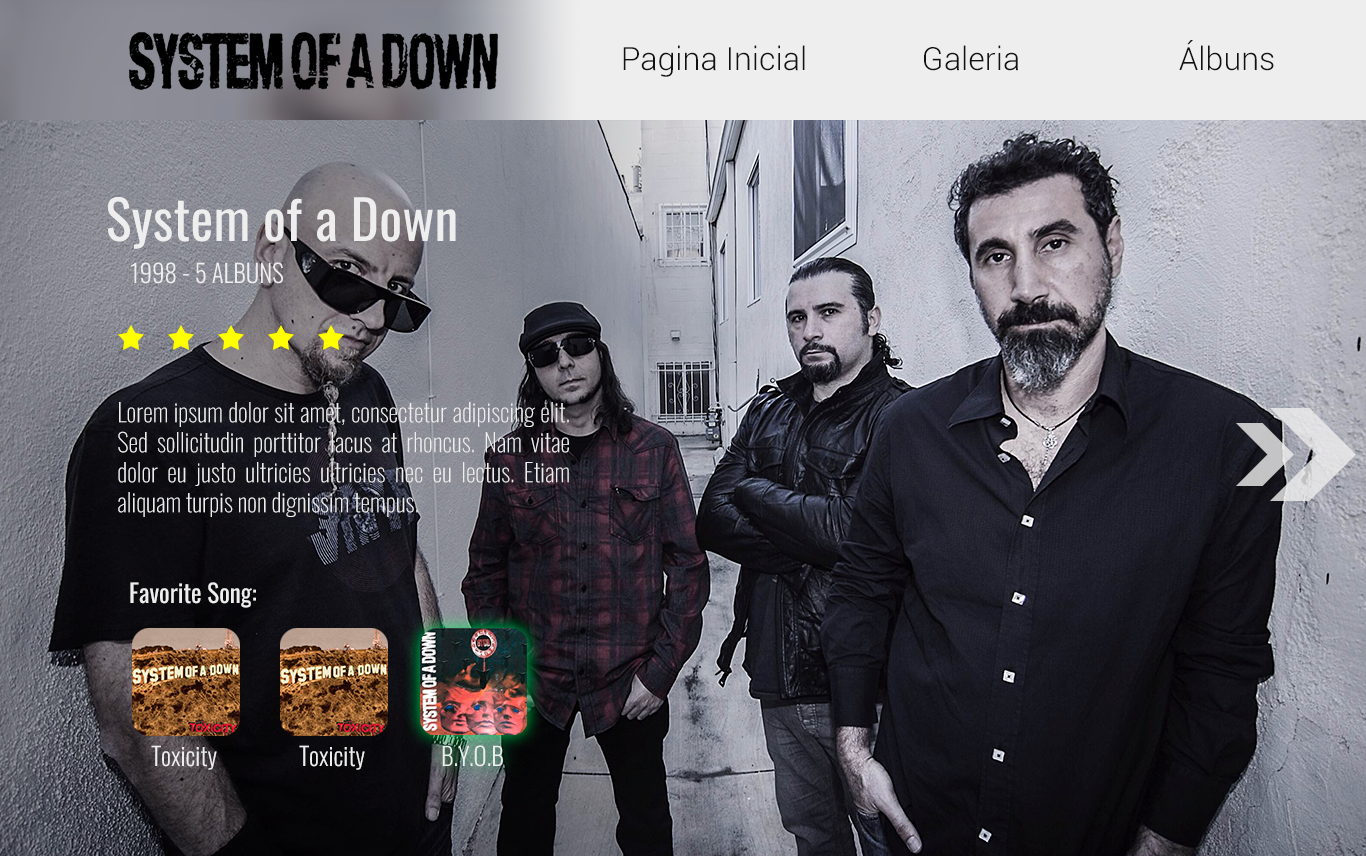 SYSTEM OF A DOWN
Pagina Inicial
Galeria
Álbuns
System of a Down
1998 - 5 ALBUNS
Lorem ipsum dolor sit amet, consectetur adipiscing elit.
Sed sollicitudin porttitor lacus at rhoncus. Nam vitae
dolor eu justo ultricies ultricies nec eu lectus. Etiam
aliquam turpis non dignissim tempus.
Favorite Song:
SYSTEM OF A DOWN
TOXICITY
SYSTEM OF A DOWN
TOXICITY
SYSTEM OF A DOWN
Toxicity
Toxicity
B.Y.O.B